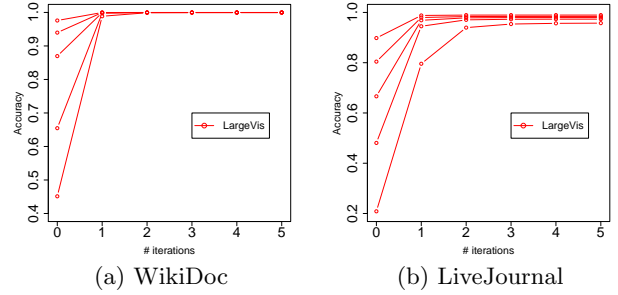 1.0
0.9
0.8
0.7
0.6
0.5
0.4
Accuracy
LargeVis
0 1 2 3 4 5
# iterations
(a) WikiDoc
1.0
0.8
0.6
0.4
0.2
Accuracy
LargeVis
0 1 2 3 4 5
# iterations
(b) LiveJournal